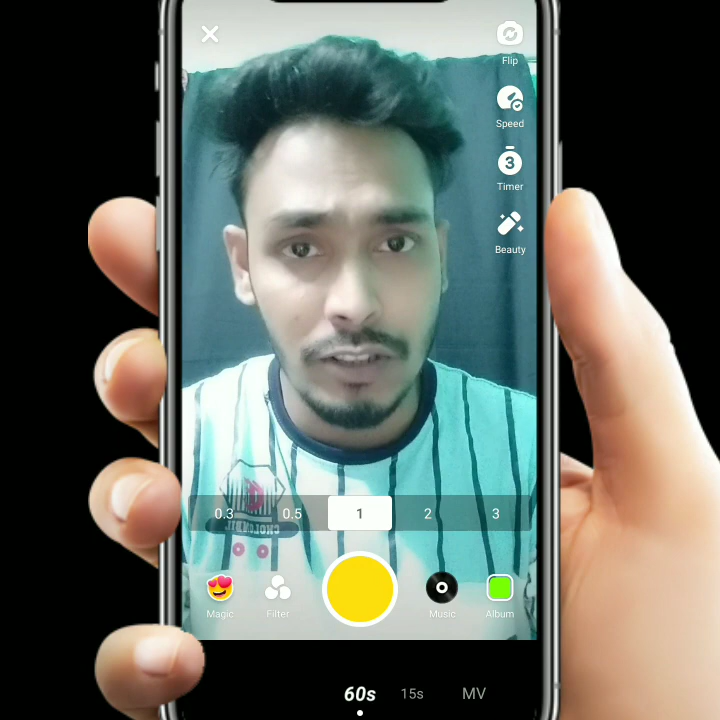 Flip
Speed
3
Timer
Beauty
0.3 0.5 1 2 3
Magic
Filter
Music
Album
60s 15s MV